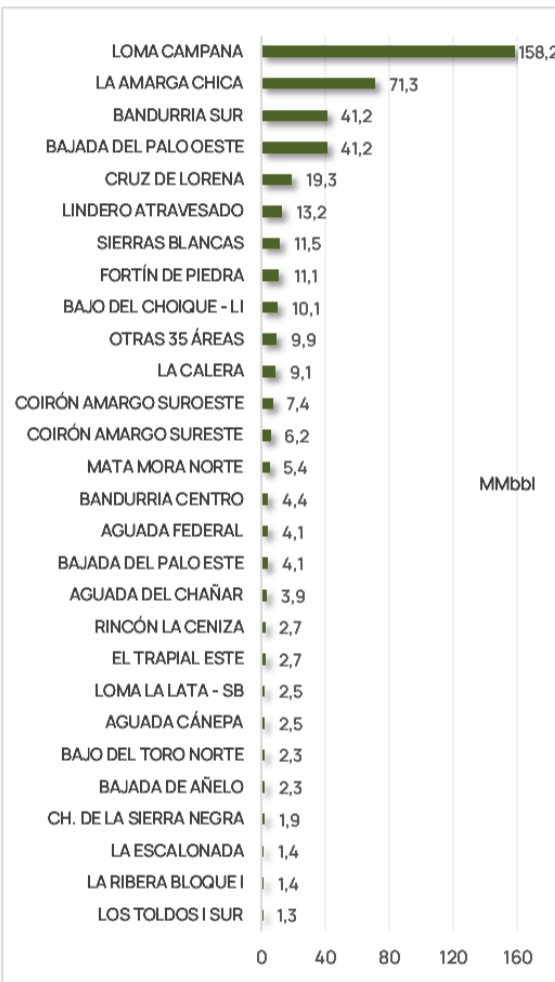 LOMA CAMPANA 158,2
LA AMARGA CHICA 71,3
BANDURRIA SUR 41,2
BAJADA DEL PALO OESTE 41,2
CRUZ DE LORENA 19,3
LINDERO ATRAVESADO 13,2
SIERRAS BLANCAS 11,5
FORTÍN DE PIEDRA 11,1
BAJO DEL CHOIQUE - LI 10,1
OTRAS 35 ÁREAS 9,9
LA CALERA 9,1
COIRÓN AMARGO SUROESTE 7,4
COIRÓN AMARGO SURESTE 6,2
MATA MORA NORTE 5,4
MMbbl
BANDURRIA CENTRO 4,4
AGUADA FEDERAL 4,1
BAJADA DEL PALO ESTE 4,1
AGUADA DEL CHAÑAR 3,9
RINCÓN LA CENIZA 2,7
EL TRAPIAL ESTE 2,7
LOMA LA LATA - SB 2,5
AGUADA CÁNEPA 2,5
BAJO DEL TORO NORTE 2,3
BAJADA DE AÑELO 2,3
CH. DE LA SIERRA NEGRA 1,9
LA ESCALONADA 1,4
LA RIBERA BLOQUE I 1,4
LOS TOLDOS I SUR 1,3
0 40 80 120 160